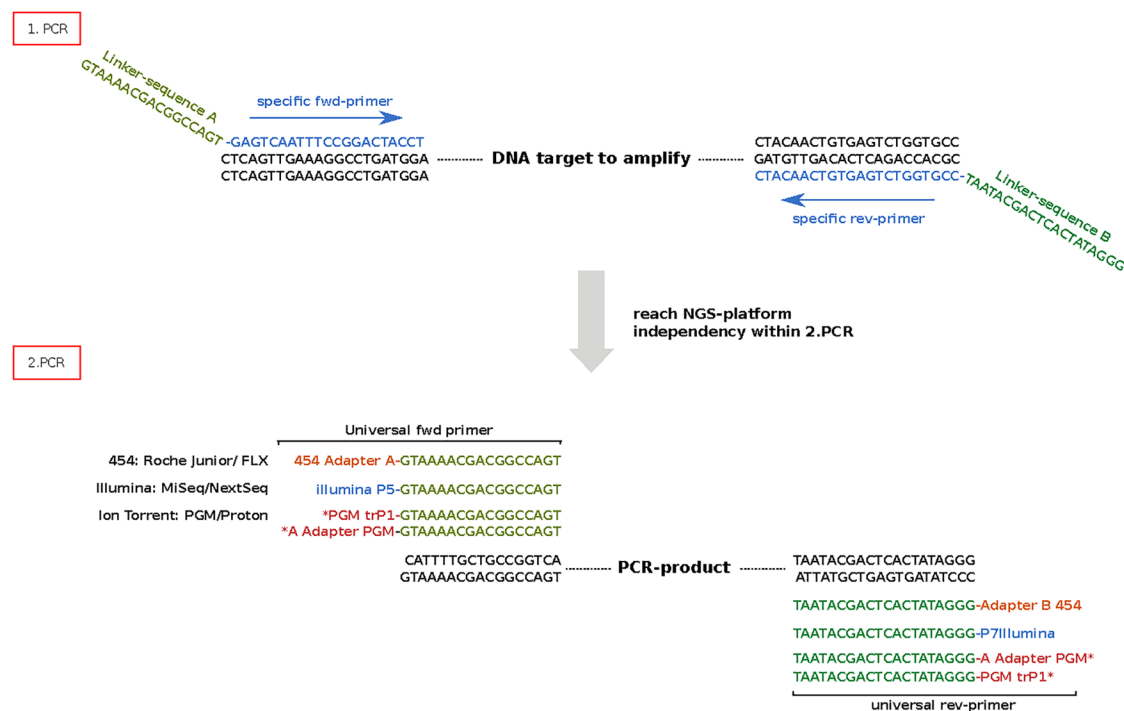 1. PCR
Linker-sequence A
GTAAAACGACGGCCAGT
specific fwd-primer
-GAGTCAATTTCCGGACTACCT
CTCAGTTGAAAGGCCTGATGGA
CTCAGTTGAAAGGCCTGATGGA
DNA target to amplify
CTACAACTGTGAGTCTGGTGCC
GATGTTGACACTCAGACCACGC
CTACAACTGTGAGTCTGGTGCC-TAATACGACTCACTATAGGG
Linker-sequence B
specific rev-primer
reach NGS-platform
independency within 2.PCR
2.PCR
Universal fwd primer
454: Roche Junior/ FLX 454 Adapter A-GTAAAACGACGGCCAGT
Illumina: MiSeq/NextSeq illumina P5-GTAAAACGACGGCCAGT
Ion Torrent: PGM/Proton *PGM trP1-GTAAAACGACGGCCAGT
*A Adapter PGM-GTAAAACGACGGCCAGT
CATTTTGCTGCCGGTCA
GTAAAACGACGGCCAGT
PCR-product
TAATACGACTCACTATAGGG
ATTATGCTGAGTGATATCCC
TAATACGACTCACTATAGGG-Adapter B 454
TAATACGACTCACTATAGGG-P7Illumina
TAATACGACTCACTATAGGG-A Adapter PGM*
TAATACGACTCACTATAGGG-PGM trP1*
universal rev-primer